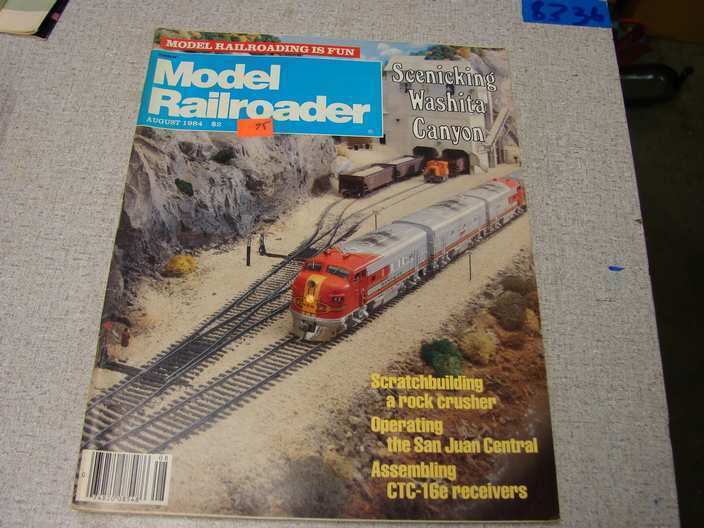 8336
MODEL RAILROADING IS FUN
Model
Railroader
AUGUST 1984 $2
75
Scenicking
Washita
Canyon
Scratchbuilding
a rock crusher
Operating
the San Juan Central
Assembling
CTC-16e receivers
08